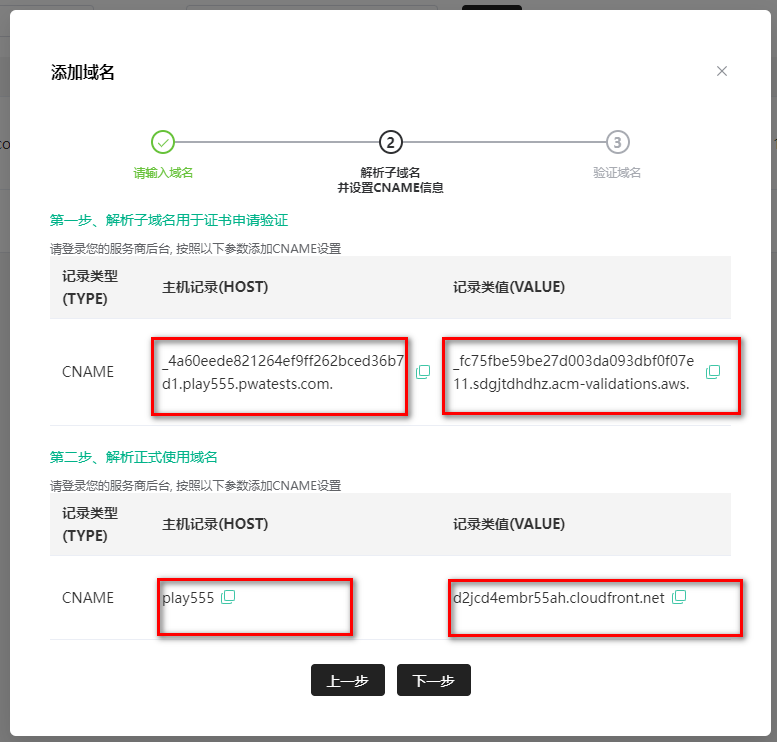 添加域名
2
3
请输入域名
解析子域名
并设置CNAME信息
验证域名
第一步、解析子域名用于证书申请验证
请登录您的服务商后台, 按照以下参数添加CNAME设置
记录类型
(TYPE)
主机记录(HOST)
记录类值(VALUE)
CNAME
_4a60eede821264ef9ff262bced36b7
d1.play555.pwatests.com.
_fc75fbe59be27d003da093dbf0f07e
11.sdgjtdhdhz.acm-validations.aws.
第二步、解析正式使用域名
请登录您的服务商后台, 按照以下参数添加CNAME设置
记录类型
(TYPE)
主机记录(HOST)
记录类值(VALUE)
CNAME
play555
d2jcd4embr55ah.cloudfront.net
上一步
下一步